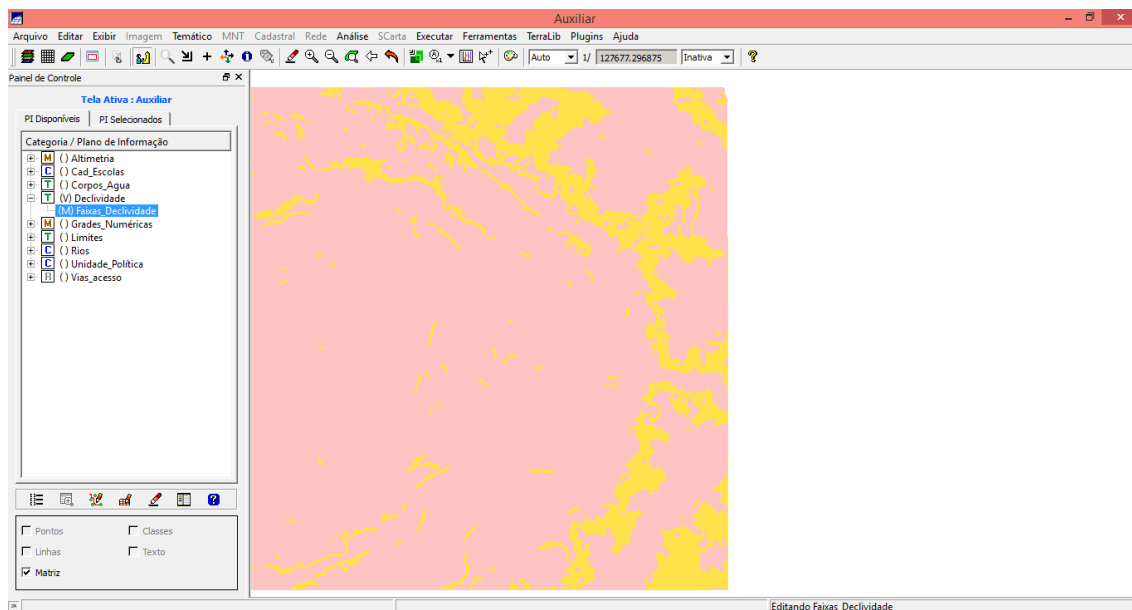 Auxiliar
Arquivo Editar Exibir Imagem Temático MNT Cadastral Rede Análise SCarta Executar Ferramentas TerraLib Plugins Ajuda
Auto 1/ 127677.296875 Inativa
Painel de Controle
Tela Ativa : Auxiliar
PI Disponíveis PI Selecionados
Categoria / Plano de Informação
M () Altimetria
C () Cad_Escolas
T () Corpos_Agua
T (V) Declividade
(M) Faixas_Declividade
M () Grades_Numéricas
T () Limites
C () Rios
C () Unidade_Política
R () Vias_acesso
Pontos Classes
Linhas Texto
Matriz
Editando Faixas_Declividade